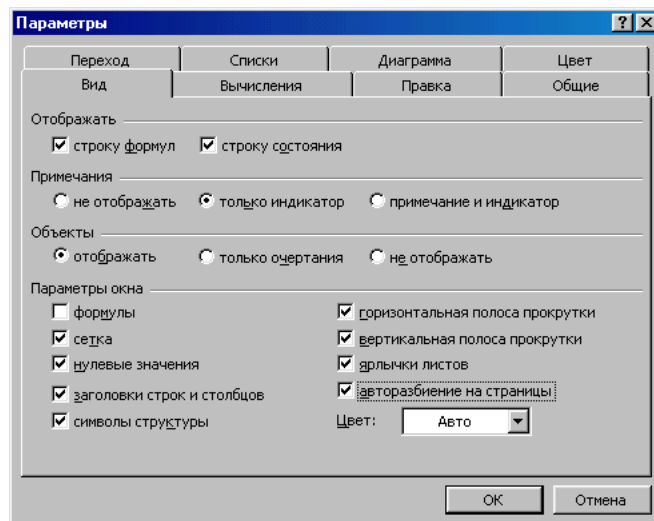 Параметры
Переход Списки Диаграмма Цвет
Вид Вычисления Правка Общие
Отображать
строку формул строку состояния
Примечания
не отображать только индикатор примечание и индикатор
Объекты
отображать только очертания не отображать
Параметры окна
формулы горизонтальная полоса прокрутки
сетка вертикальная полоса прокрутки
нулевые значения ярлычки листов
заголовки строк и столбцов авторазбиение на страницы
символы структуры Цвет: Авто
ОК Отмена